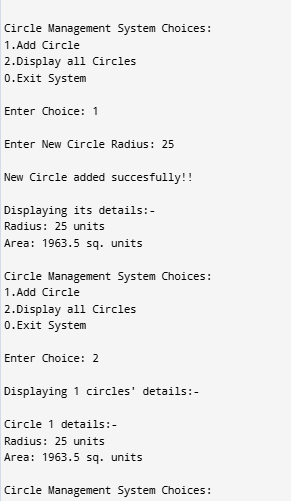 Circle Management System Choices:
1.Add Circle
2.Display all Circles
0.Exit System
Enter Choice: 1
Enter New Circle Radius: 25
New Circle added succesfully!!
Displaying its details:-
Radius: 25 units
Area: 1963.5 sq. units
Circle Management System Choices:
1.Add Circle
2.Display all Circles
0.Exit System
Enter Choice: 2
Displaying 1 circles' details:-
Circle 1 details:-
Radius: 25 units
Area: 1963.5 sq. units
Circle Management System Choices: